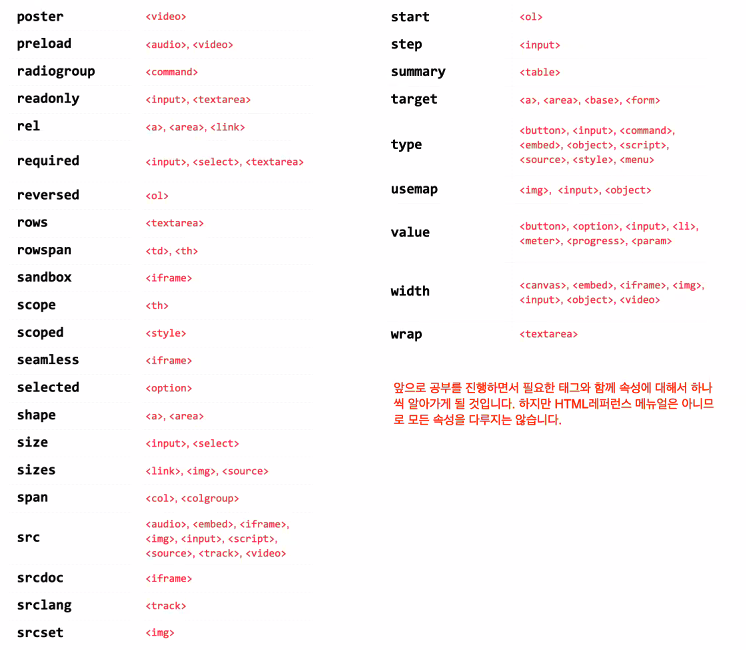 poster <video>
preload <audio>, <video>
radiogroup <command>
readonly <input>, <textarea>
rel <a>, <area>, <link>
required <input>, <select>, <textarea>
reversed <ol>
rows <textarea>
rowspan <td>, <th>
sandbox <iframe>
scope <th>
scoped <style>
seamless <iframe>
selected <option>
shape <a>, <area>
size <input>, <select>
sizes <link>, <img>, <source>
span <col>, <colgroup>
src <audio>, <embed>, <iframe>,
<img>, <input>, <script>,
<source>, <track>, <video>
srcdoc <iframe>
srclang <track>
srcset <img>
start <ol>
step <input>
summary <table>
target <a>, <area>, <base>, <form>
type <button>, <input>, <command>,
<embed>, <object>, <script>,
<source>, <style>, <menu>
usemap <img>, <input>, <object>
value <button>, <option>, <input>, <li>,
<meter>, <progress>, <param>
width <canvas>, <embed>, <iframe>, <img>,
<input>, <object>, <video>
wrap <textarea>
앞으로 공부를 진행하면서 필요한 태그와 함께 속성에 대해서 하나
씩 알아가게 될 것입니다. 하지만 HTML레퍼런스 메뉴얼은 아니므
로 모든 속성을 다루지는 않습니다.